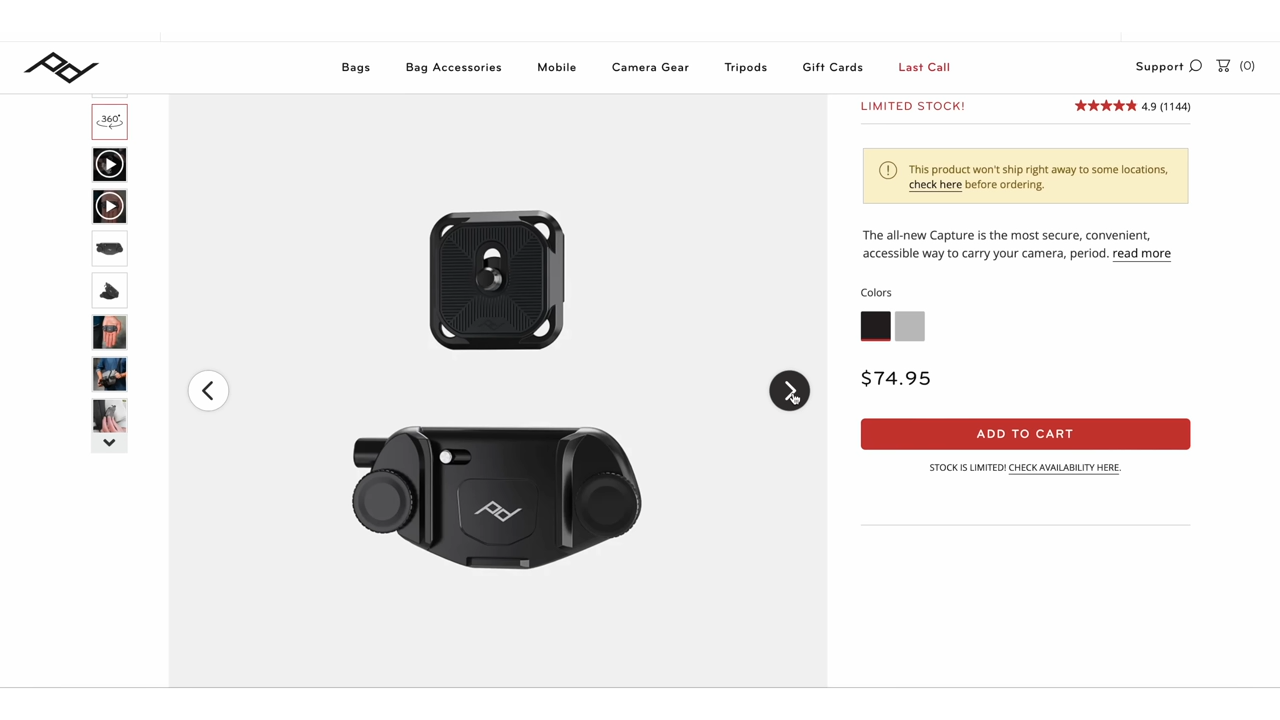 Bags Bag Accessories Mobile Camera Gear Tripods Gift Cards Last Call Support (0)
360°
LIMITED STOCK! 4.9 (1144)
This product won't ship right away to some locations,
check here before ordering.
The all-new Capture is the most secure, convenient,
accessible way to carry your camera, period. read more
Colors
$74.95
ADD TO CART
STOCK IS LIMITED! CHECK AVAILABILITY HERE.